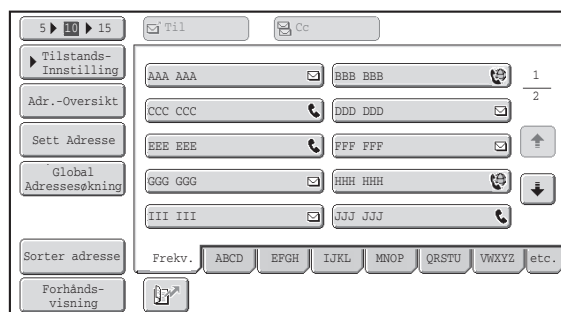 5 10 15
Til
Cc
Tilstands-
Innstilling
Adr.-Oversikt
Sett Adresse
Global
Adressesøkning
Sorter adresse
Forhånds-
visning
AAA AAA
BBB BBB
CCC CCC
DDD DDD
EEE EEE
FFF FFF
GGG GGG
HHH HHH
III III
JJJ JJJ
1
2
Frekv. ABCD EFGH IJKL MNOP QRSTU VWXYZ etc.